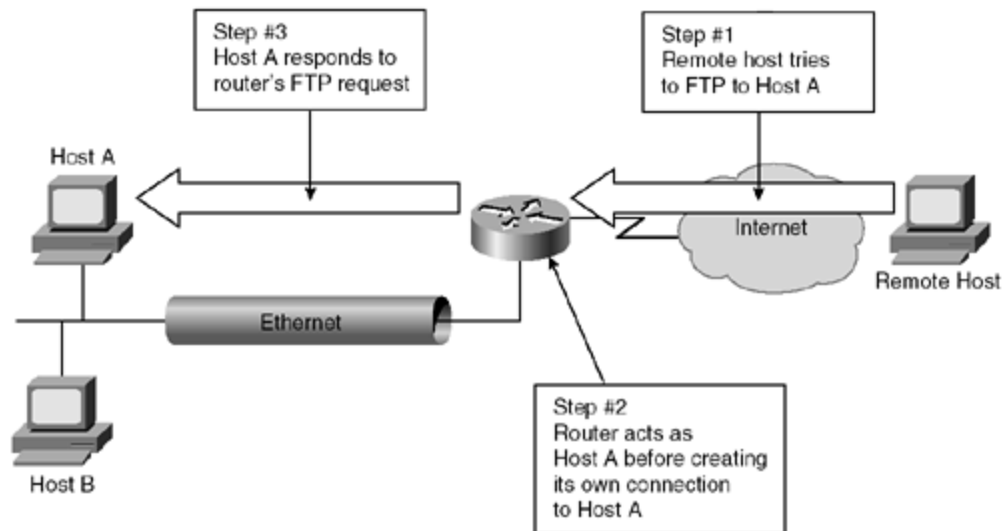 Step #3
Host A responds to
router's FTP request
Step #1
Remote host tries
to FTP to Host A
Host A
Internet
Remote Host
Ethernet
Host B
Step #2
Router acts as
Host A before creating
its own connection
to Host A